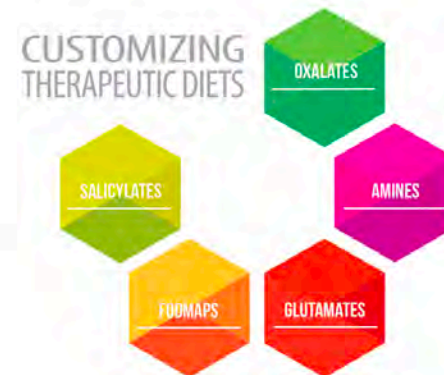 CUSTOMIZING
THERAPEUTIC DIETS
OXALATES
SALICYLATES
AMINES
FODMAPS
GLUTAMATES